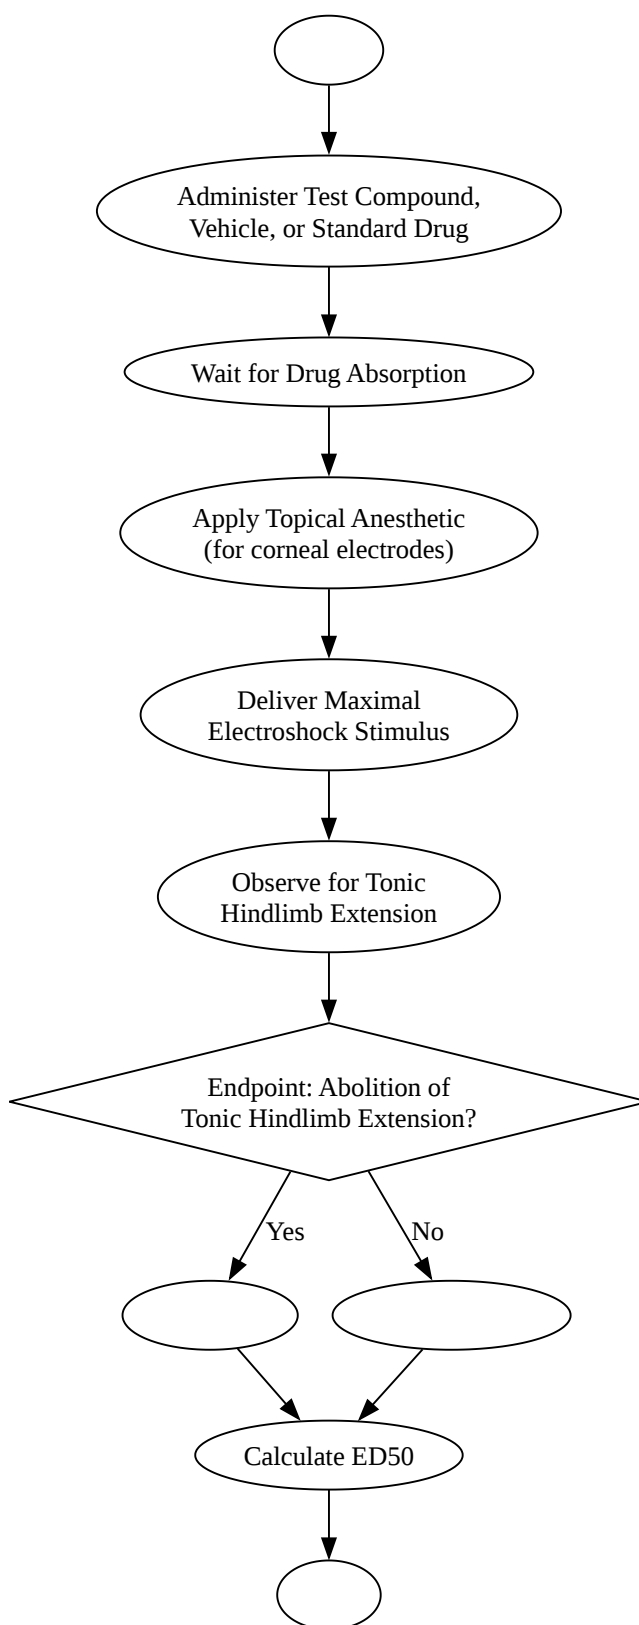 Administer Test Compound,
Vehicle, or Standard Drug
Wait for Drug Absorption
Apply Topical Anesthetic
(for corneal electrodes)
Deliver Maximal
Electroshock Stimulus
Observe for Tonic
Hindlimb Extension
Endpoint: Abolition of
Tonic Hindlimb Extension?
Yes
No
Calculate ED50